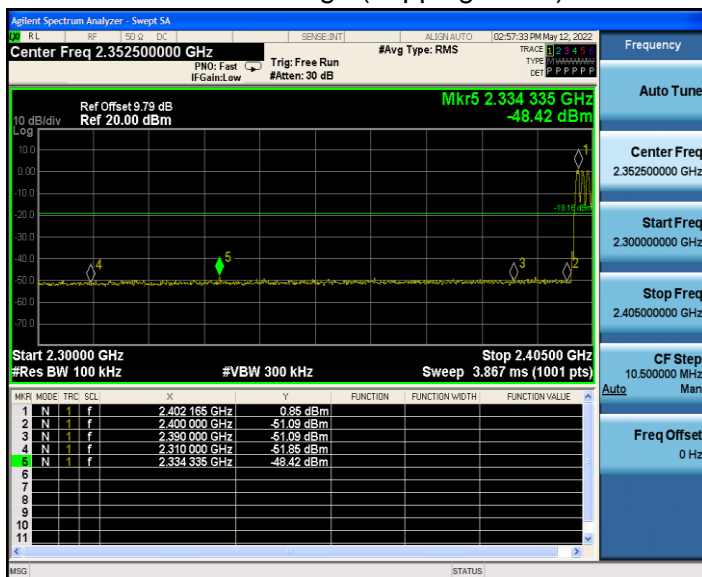 Agilent Spectrum Analyzer - Swept SA
RL RF 50 Ω DC SENSE:INT ALIGN AUTO 02:57:33 PM May 12, 2022
Center Freq 2.352500000 GHz #Avg Type: RMS TRACE 1 2 3 4 5 6
PNO: Fast Trig: Free Run TYPE M WWWWW
IFGain:Low #Atten: 30 dB DET P P P P P P
Mkr5 2.334 335 GHz
-48.42 dBm
Ref Offset 9.79 dB
10 dB/div Ref 20.00 dBm
Log
10.0
0.00
-10.0
-20.0
-30.0
-40.0
-50.0
-60.0
-70.0
1
-19.16 dBm
4
5
3
2
Start 2.30000 GHz Stop 2.40500 GHz
#Res BW 100 kHz #VBW 300 kHz Sweep 3.867 ms (1001 pts)
MKR MODE TRC SCL X Y FUNCTION FUNCTION WIDTH FUNCTION VALUE
1 N 1 f 2.402 165 GHz 0.85 dBm
2 N 1 f 2.400 000 GHz -51.09 dBm
3 N 1 f 2.390 000 GHz -51.09 dBm
4 N 1 f 2.310 000 GHz -51.85 dBm
5 N 1 f 2.334 335 GHz -48.42 dBm
6
7
8
9
10
11
MSG STATUS
Frequency
Auto Tune
Center Freq
2.352500000 GHz
Start Freq
2.300000000 GHz
Stop Freq
2.405000000 GHz
CF Step
10.500000 MHz
Auto Man
Freq Offset
0 Hz